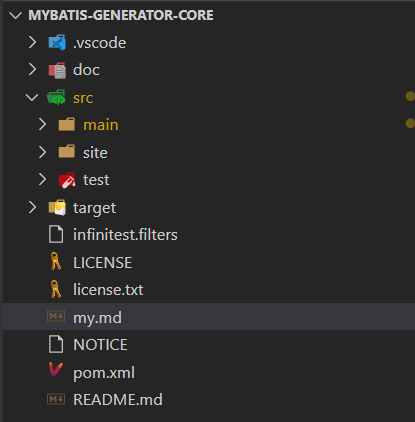 MYBATIS-GENERATOR-CORE
.vscode
doc
src
main
site
test
target
infinitest.filters
LICENSE
license.txt
my.md
NOTICE
pom.xml
README.md